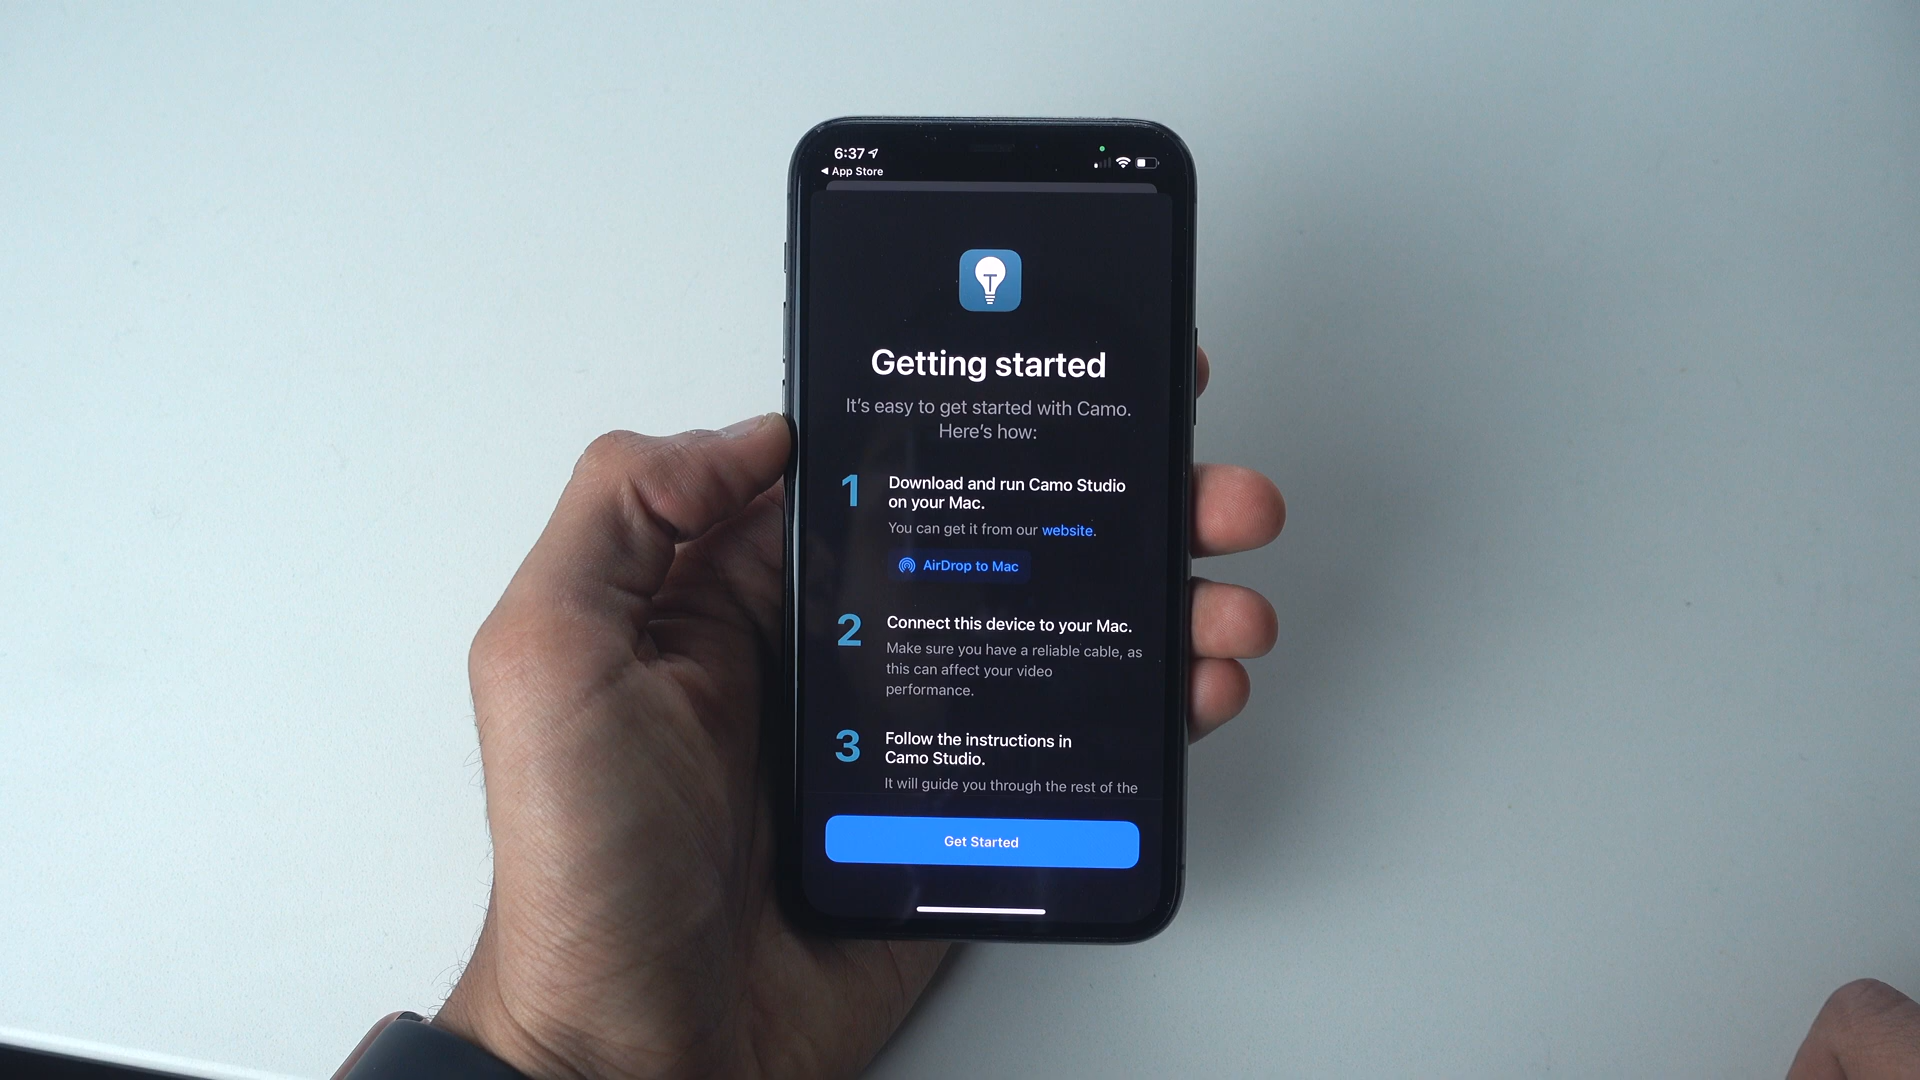 6:37
◀ App Store
T
Getting started
It's easy to get started with Camo.
Here's how:
1
Download and run Camo Studio
on your Mac.
You can get it from our website.
AirDrop to Mac
2
Connect this device to your Mac.
Make sure you have a reliable cable, as
this can affect your video
performance.
3
Follow the instructions in
Camo Studio.
It will guide you through the rest of the
Get Started